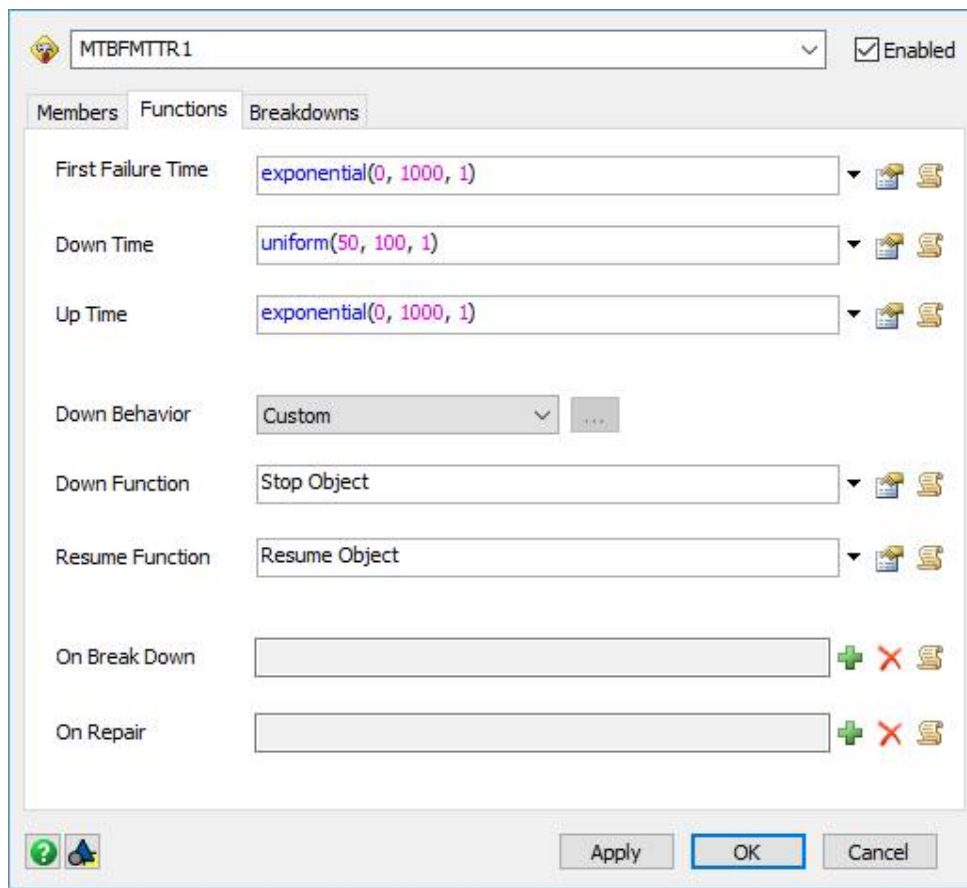 MTBFMTTR1
Enabled
Members Functions Breakdowns
First Failure Time exponential(0, 1000, 1)
Down Time uniform(50, 100, 1)
Up Time exponential(0, 1000, 1)
Down Behavior Custom ...
Down Function Stop Object
Resume Function Resume Object
On Break Down
On Repair
? Apply OK Cancel